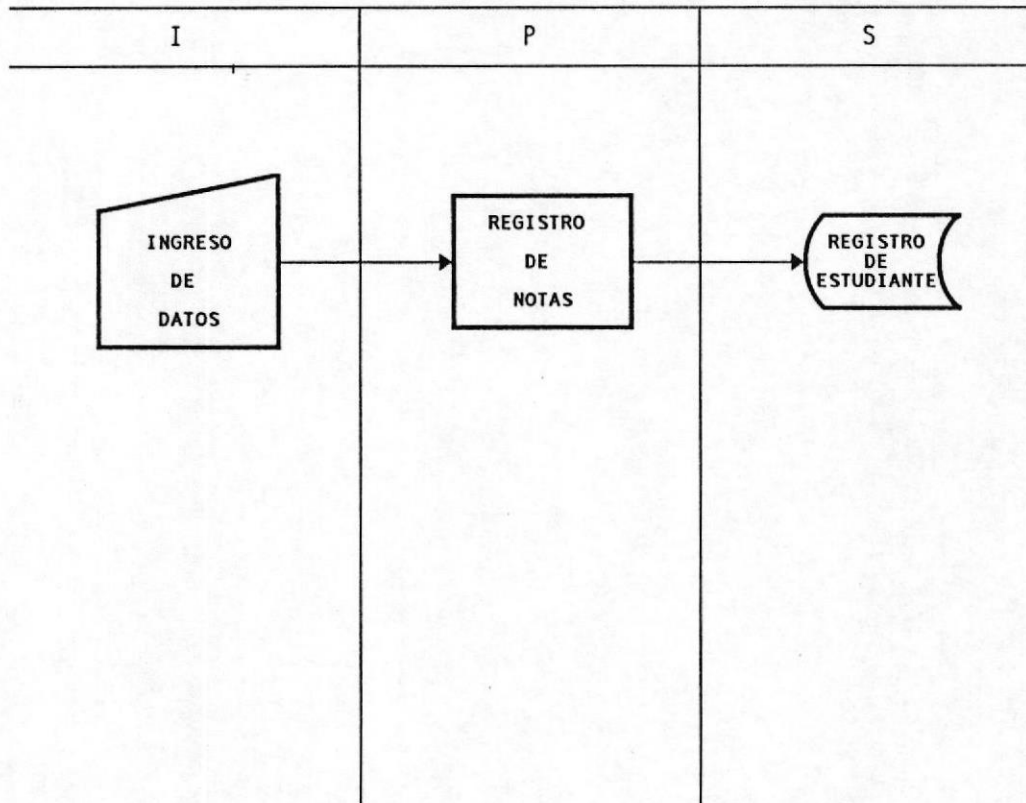 I
P
S
INGRESO
DE
DATOS
REGISTRO
DE
NOTAS
REGISTRO
DE
ESTUDIANTE